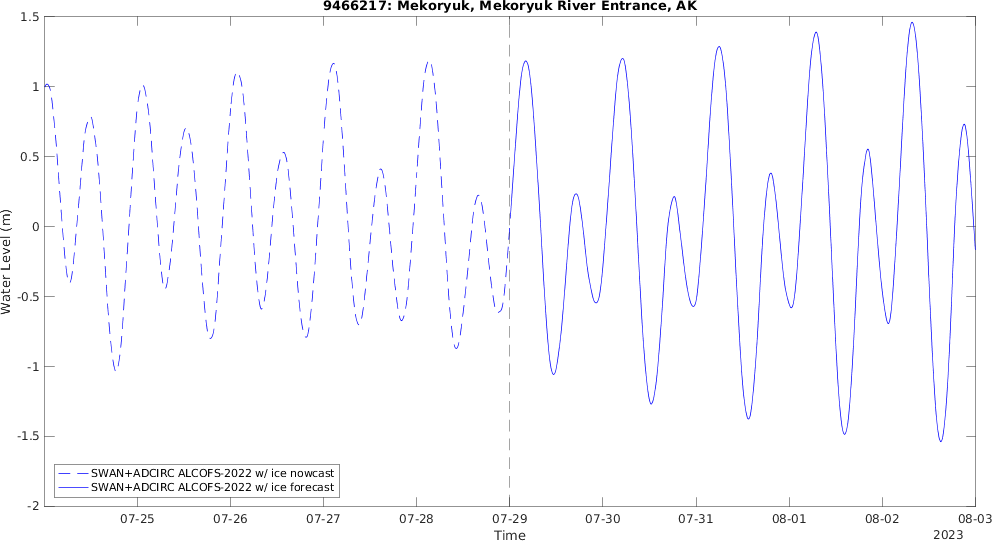 9466217: Mekoryuk, Mekoryuk River Entrance, AK
1.5
1
0.5
0
-0.5
-1
-1.5
-2
Water Level (m)
SWAN+ADCIRC ALCOFS-2022 w/ ice nowcast
SWAN+ADCIRC ALCOFS-2022 w/ ice forecast
07-25 07-26 07-27 07-28 07-29 07-30 07-31 08-01 08-02 08-03
Time
2023